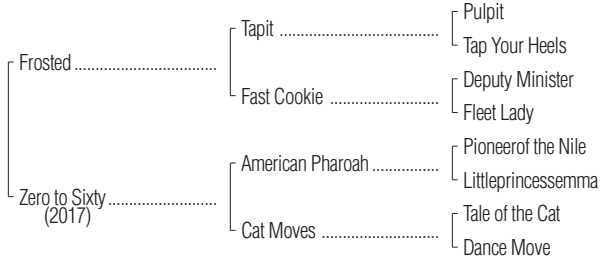 Pulpit
Tapit ....................................
Tap Your Heels
Frosted ................................
Deputy Minister
Fast Cookie ........................
Fleet Lady
Pioneerof the Nile
American Pharoah ...............
Littleprincessemma
Zero to Sixty ........................
(2017)
Tale of the Cat
Cat Moves ..........................
Dance Move